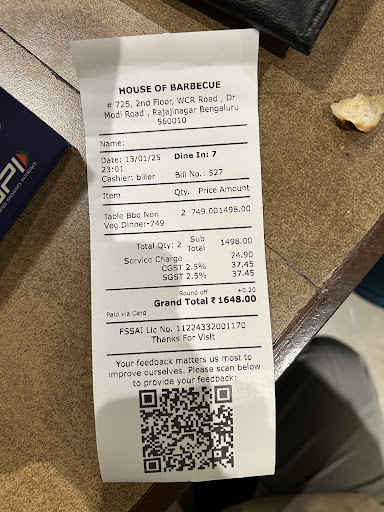 HOUSE OF BARBECUE
# 725, 2nd Floor, WCR Road , Dr
Modi Road , Rajajinagar Bengaluru
560010
Name:
Date: 13/01/25 Dine In: 7
23:01
Cashier: biller Bill No.: 527
Item Qty. Price Amount
Table Bbq Non 2 749.001498.00
Veg Dinner-749
Total Qty: 2 Sub 1498.00
Total
Service Charge 74.90
CGST 2.5% 37.45
SGST 2.5% 37.45
Round off +0.20
Grand Total ₹ 1648.00
Paid via Card
FSSAI Lic No. 11224332001170
Thanks For Visit
Your feedback matters us most to
improve ourselves. Please scan below
to provide your feedback:
UPI
UNIFIED PAYMENTS INTERFACE